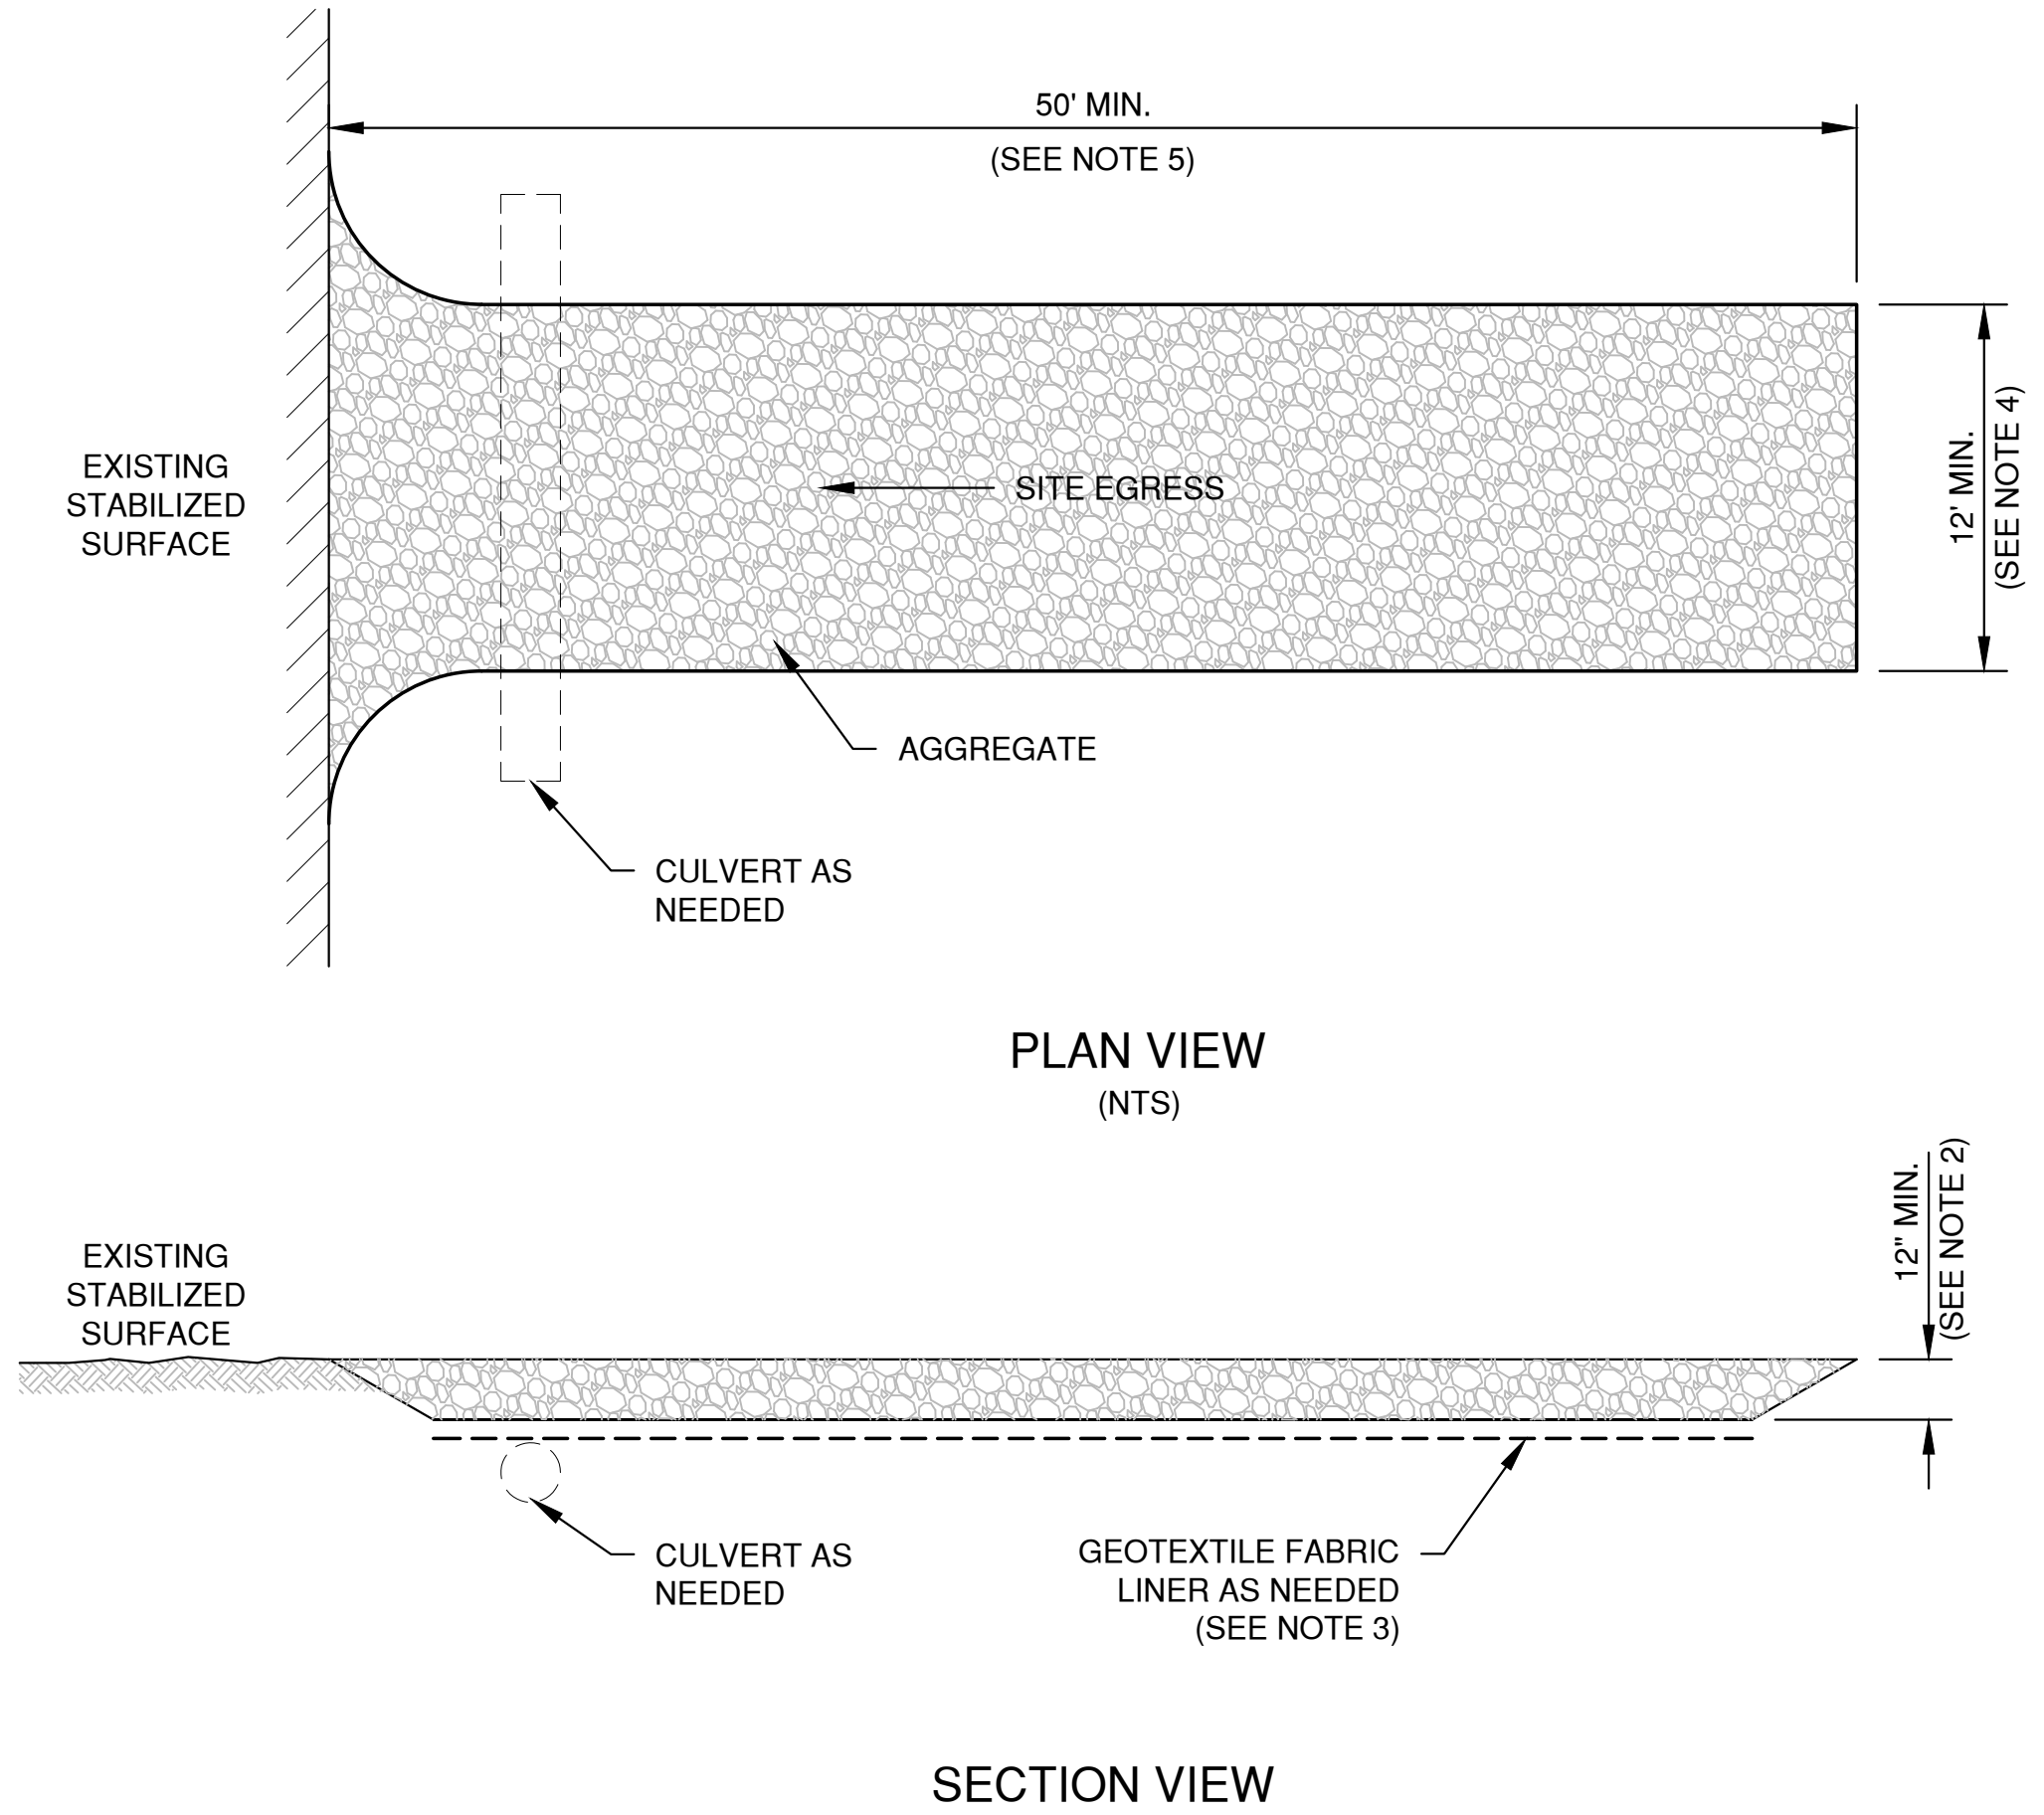 50' MIN.
(SEE NOTE 5)
EXISTING
STABILIZED
SURFACE
SITE EGRESS
12' MIN.
(SEE NOTE 4)
AGGREGATE
CULVERT AS
NEEDED
PLAN VIEW
(NTS)
12" MIN.
(SEE NOTE 2)
EXISTING
STABILIZED
SURFACE
CULVERT AS
NEEDED
GEOTEXTILE FABRIC
LINER AS NEEDED
(SEE NOTE 3)
SECTION VIEW